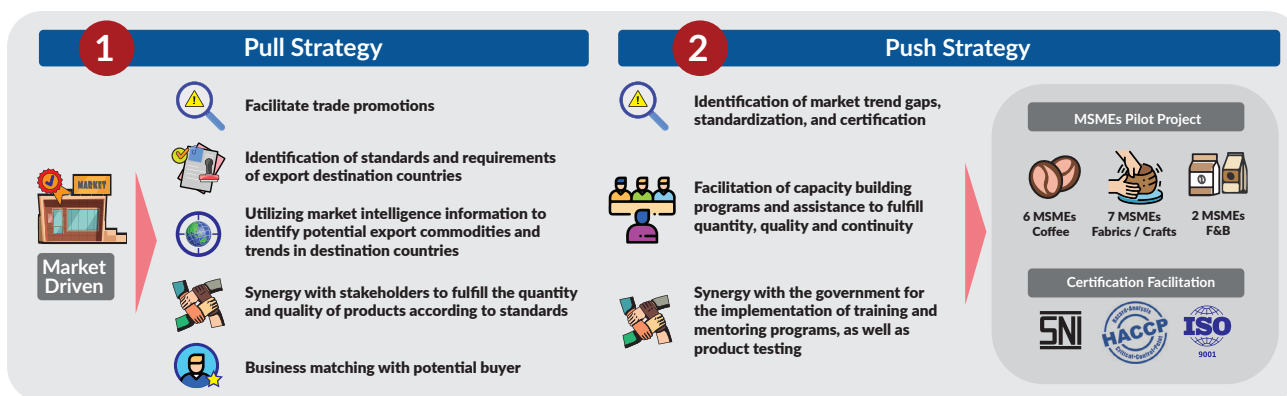 1
Pull Strategy
MARKET
Market
Driven
Facilitate trade promotions
Identification of standards and requirements
of export destination countries
Utilizing market intelligence information to
identify potential export commodities and
trends in destination countries
Synergy with stakeholders to fulfill the quantity
and quality of products according to standards
Business matching with potential buyer
2
Push Strategy
Identification of market trend gaps,
standardization, and certification
Facilitation of capacity building
programs and assistance to fulfill
quantity, quality and continuity
Synergy with the government for
the implementation of training and
mentoring programs, as well as
product testing
MSMEs Pilot Project
6 MSMEs
Coffee
7 MSMEs
Fabrics / Crafts
2 MSMEs
F&B
Certification Facilitation
SNI
Hazard-Analysis
HACCP
Critical-Control-Point
ISO
9001